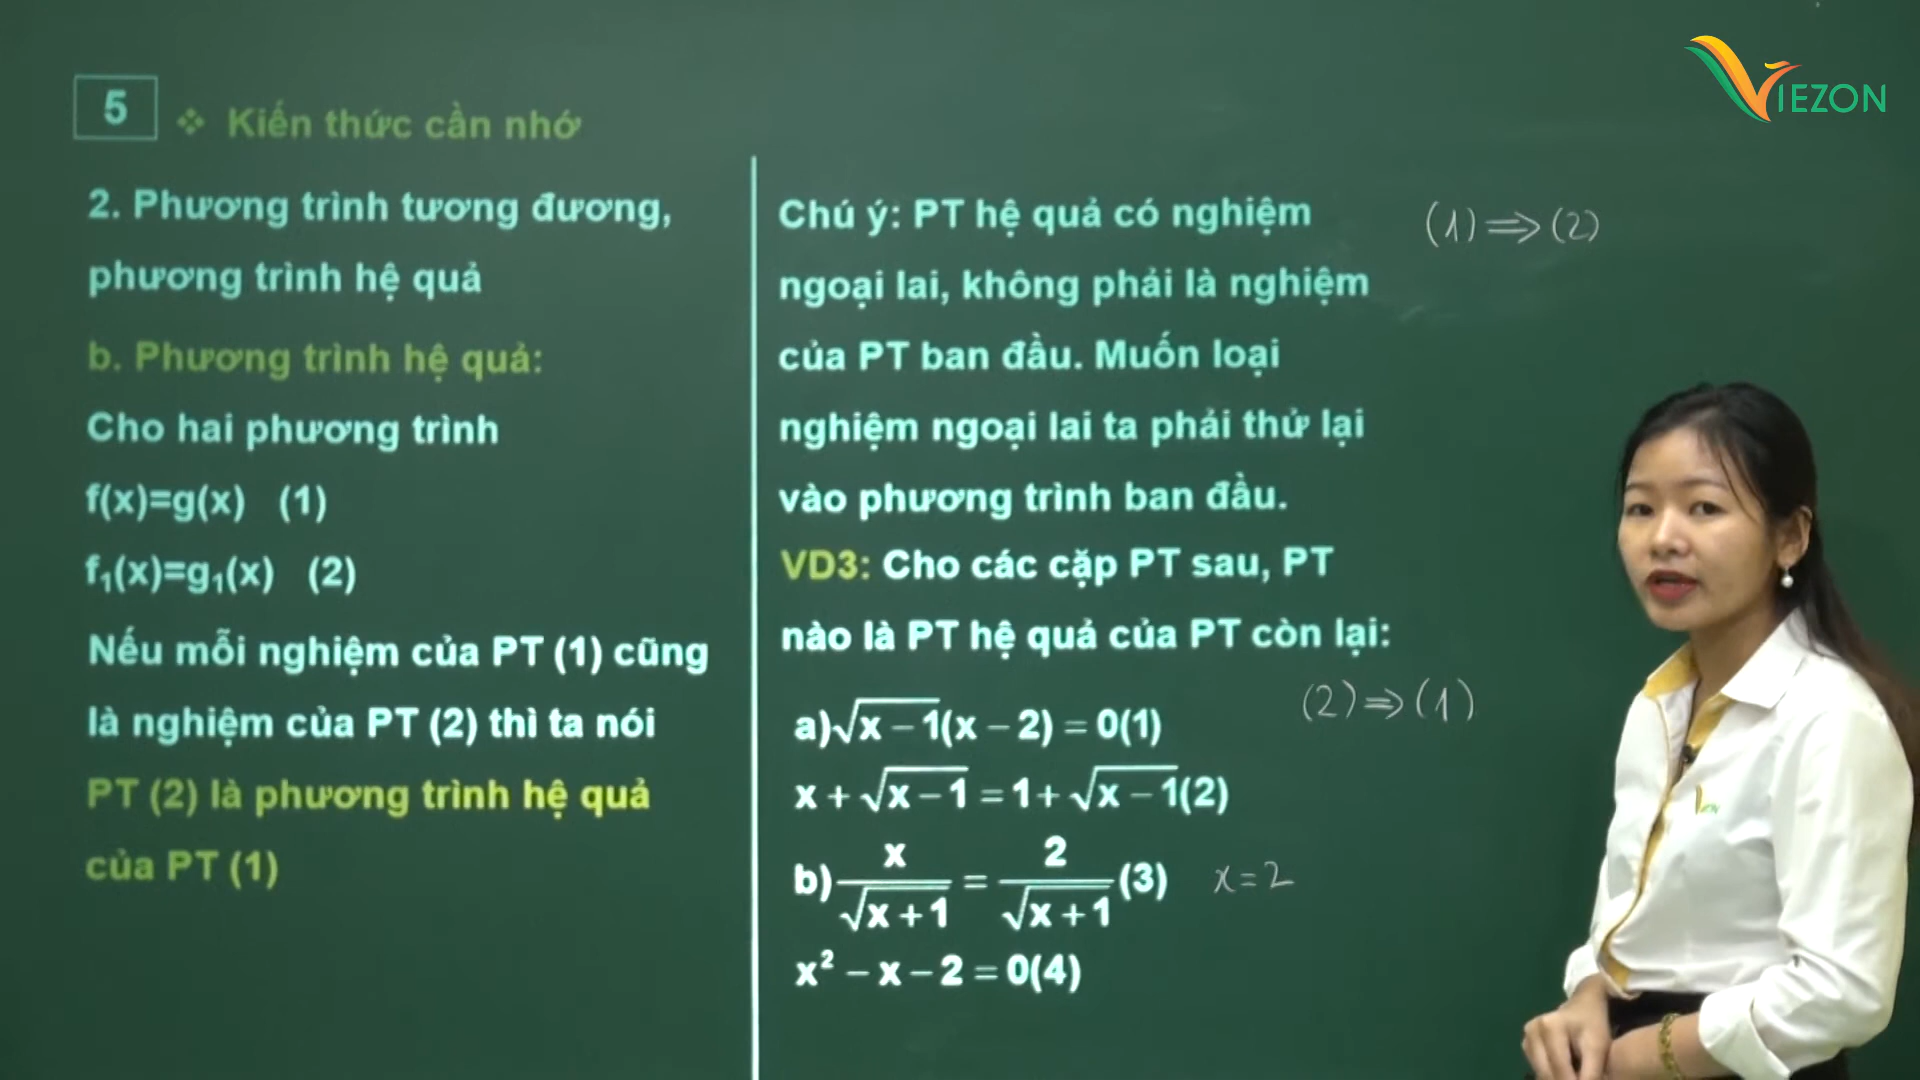 VIEZON
5
❖ Kiến thức cần nhớ
2. Phương trình tương đương,
phương trình hệ quả
b. Phương trình hệ quả:
Cho hai phương trình
f(x)=g(x) (1)
f₁(x)=g₁(x) (2)
Nếu mỗi nghiệm của PT (1) cũng
là nghiệm của PT (2) thì ta nói
PT (2) là phương trình hệ quả
của PT (1)
Chú ý: PT hệ quả có nghiệm
ngoại lai, không phải là nghiệm
của PT ban đầu. Muốn loại
nghiệm ngoại lai ta phải thử lại
vào phương trình ban đầu.
(1) ⇒ (2)
VD3: Cho các cặp PT sau, PT
nào là PT hệ quả của PT còn lại:
(2) ⇒ (1)
a)√(x − 1)(x − 2) = 0(1)
x + √(x − 1) = 1+ √(x − 1)(2)
b) x/√(x + 1) = 2/√(x + 1) (3) x = 2
x² − x − 2 = 0(4)